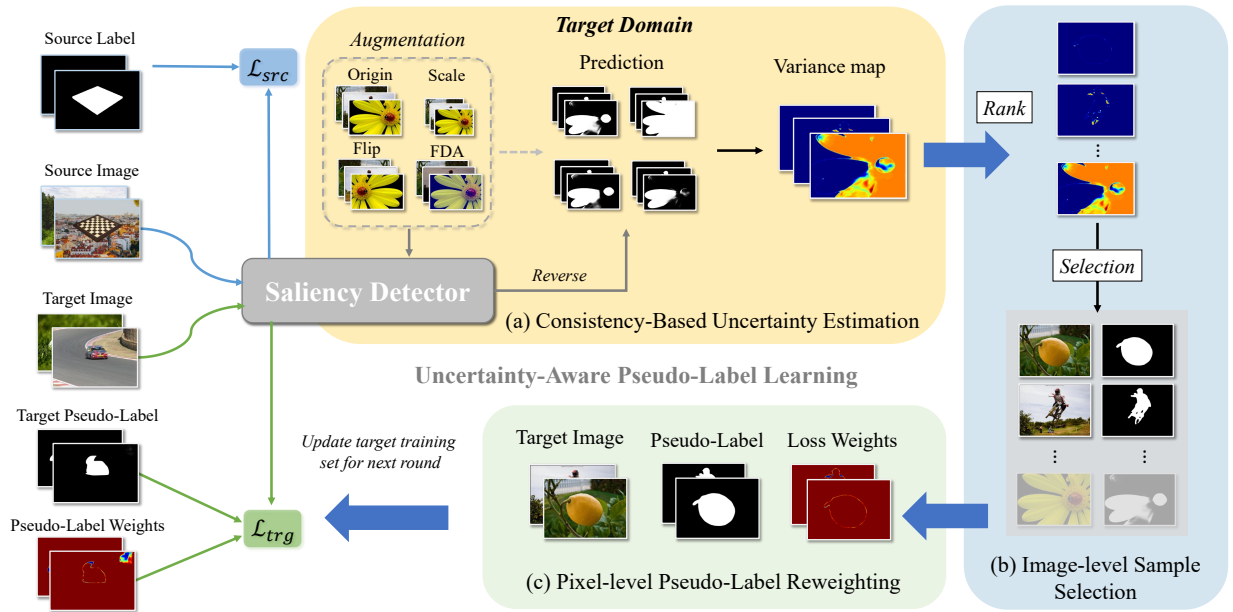 Source Label
ℒsrc
Source Image
Target Image
Target Pseudo-Label
Pseudo-Label Weights
ℒtrg
Saliency Detector
Target Domain
Augmentation
Origin
Scale
Flip
FDA
Prediction
Variance map
Reverse
(a) Consistency-Based Uncertainty Estimation
Rank
Selection
(b) Image-level Sample
Selection
Uncertainty-Aware Pseudo-Label Learning
Update target training
set for next round
Target Image
Pseudo-Label
Loss Weights
(c) Pixel-level Pseudo-Label Reweighting